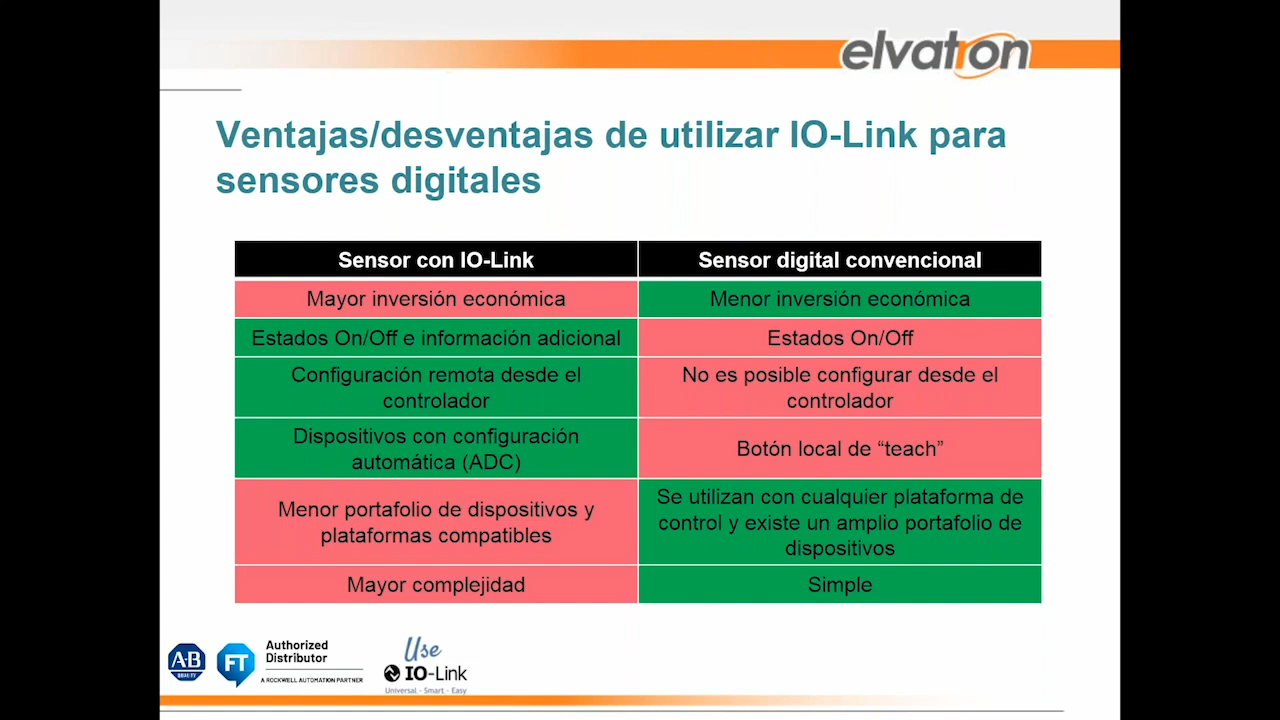 elvatron
Ventajas/desventajas de utilizar IO-Link para
sensores digitales
Sensor con IO-Link
Sensor digital convencional
Mayor inversión económica
Menor inversión económica
Estados On/Off e información adicional
Estados On/Off
Configuración remota desde el
controlador
No es posible configurar desde el
controlador
Dispositivos con configuración
automática (ADC)
Botón local de “teach”
Menor portafolio de dispositivos y
plataformas compatibles
Se utilizan con cualquier plataforma de
control y existe un amplio portafolio de
dispositivos
Mayor complejidad
Simple
A-B
QUALITY
FT
Authorized
Distributor
A ROCKWELL AUTOMATION PARTNER
Use
IO-Link
Universal - Smart - Easy